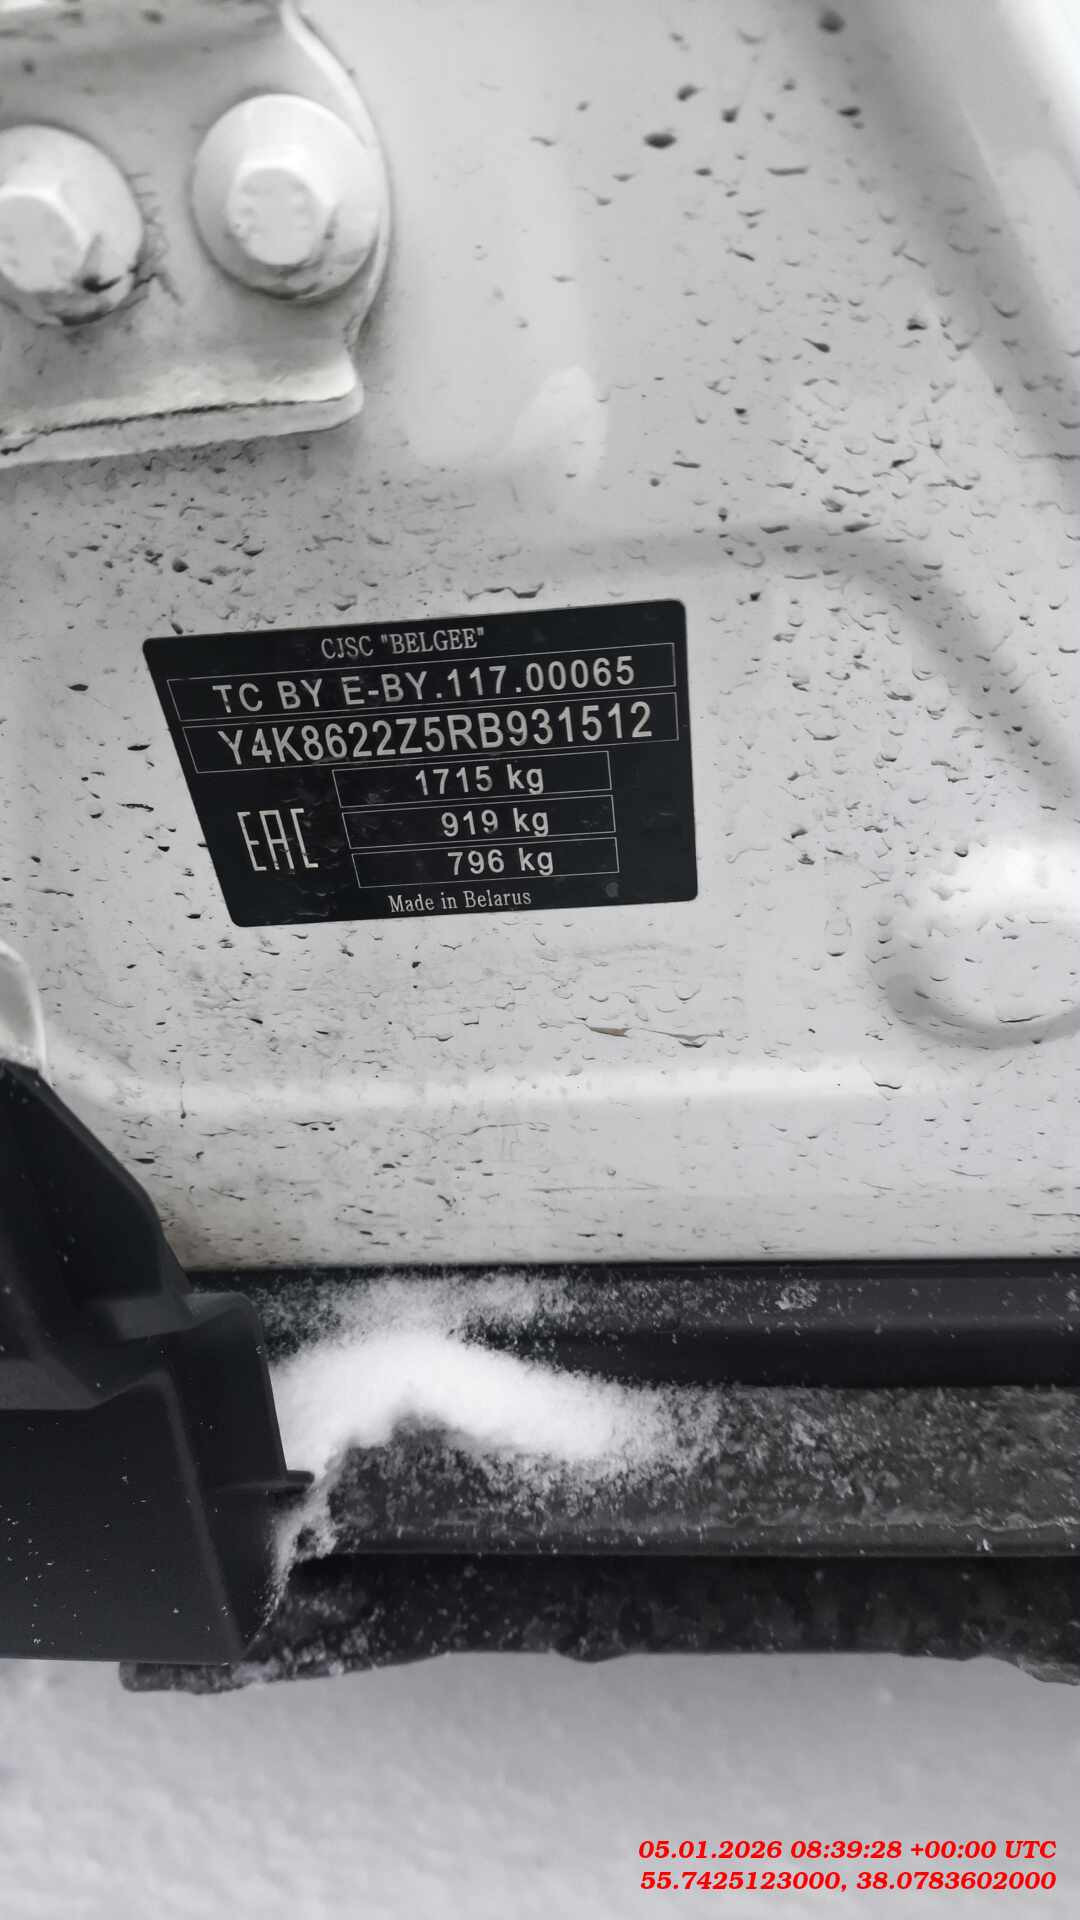 CJSC "BELGEE"
TC BY E-BY.117.00065
Y4K8622Z5RB931512
1715 kg
EAC
919 kg
796 kg
Made in Belarus
05.01.2026 08:39:28 +00:00 UTC
55.7425123000, 38.0783602000